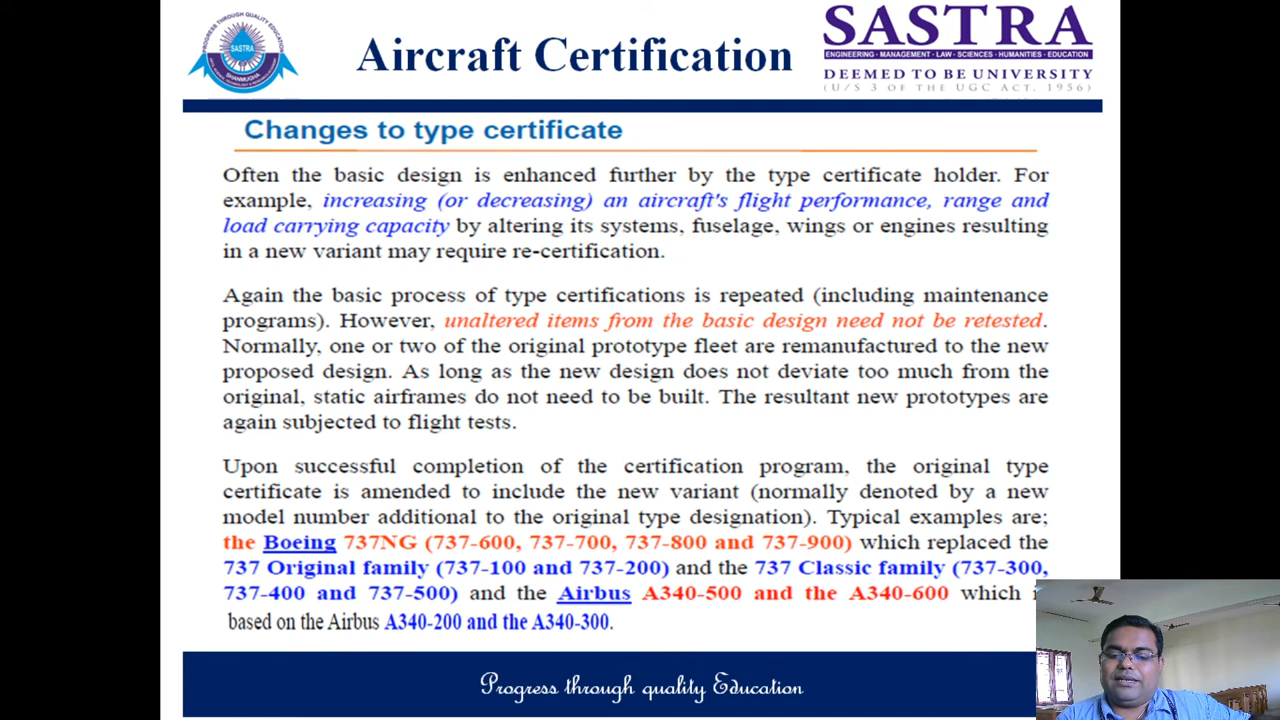 PROGRESS THROUGH QUALITY EDUCATION
SASTRA
SHANMUGHA
Aircraft Certification
SASTRA
ENGINEERING · MANAGEMENT · LAW · SCIENCES · HUMANITIES · EDUCATION
DEEMED TO BE UNIVERSITY
(U/S 3 OF THE UGC ACT, 1956)
Changes to type certificate
Often the basic design is enhanced further by the type certificate holder. For
example, increasing (or decreasing) an aircraft's flight performance, range and
load carrying capacity by altering its systems, fuselage, wings or engines resulting
in a new variant may require re-certification.
Again the basic process of type certifications is repeated (including maintenance
programs). However, unaltered items from the basic design need not be retested.
Normally, one or two of the original prototype fleet are remanufactured to the new
proposed design. As long as the new design does not deviate too much from the
original, static airframes do not need to be built. The resultant new prototypes are
again subjected to flight tests.
Upon successful completion of the certification program, the original type
certificate is amended to include the new variant (normally denoted by a new
model number additional to the original type designation). Typical examples are;
the Boeing 737NG (737-600, 737-700, 737-800 and 737-900) which replaced the
737 Original family (737-100 and 737-200) and the 737 Classic family (737-300,
737-400 and 737-500) and the Airbus A340-500 and the A340-600 which
based on the Airbus A340-200 and the A340-300.
Progress through quality Education